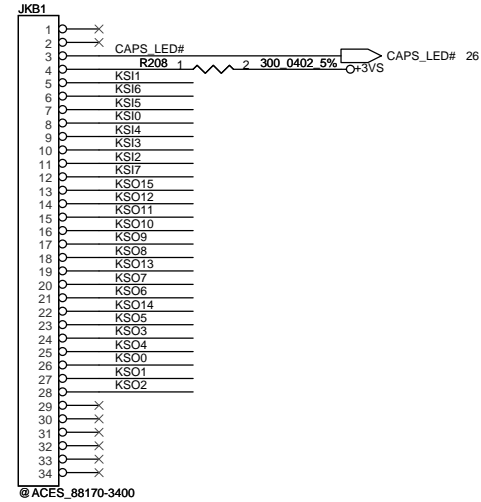 JKB1
1
2
3 CAPS_LED# CAPS_LED# 26
4 R208 1 2 300_0402_5% +3VS
5 KSI1
6 KSI6
7 KSI5
8 KSI0
9 KSI4
10 KSI3
11 KSI2
12 KSI7
13 KSO15
14 KSO12
15 KSO11
16 KSO10
17 KSO9
18 KSO8
19 KSO13
20 KSO7
21 KSO6
22 KSO14
23 KSO5
24 KSO3
25 KSO4
26 KSO0
27 KSO1
28 KSO2
29
30
31
32
33
34
@ACES_88170-3400